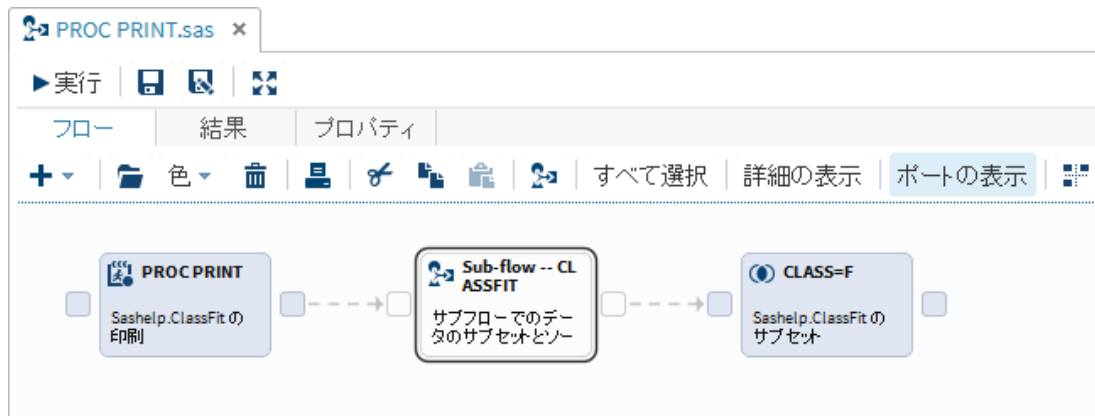 PROC PRINT.sas ×
実行
フロー 結果 プロパティ
色 すべて選択 詳細の表示 ポートの表示
PROC PRINT
Sashelp.ClassFit の
印刷
Sub-flow -- CL
ASSFIT
サブフローでのデー
タのサブセットとソー
CLASS=F
Sashelp.ClassFit の
サブセット